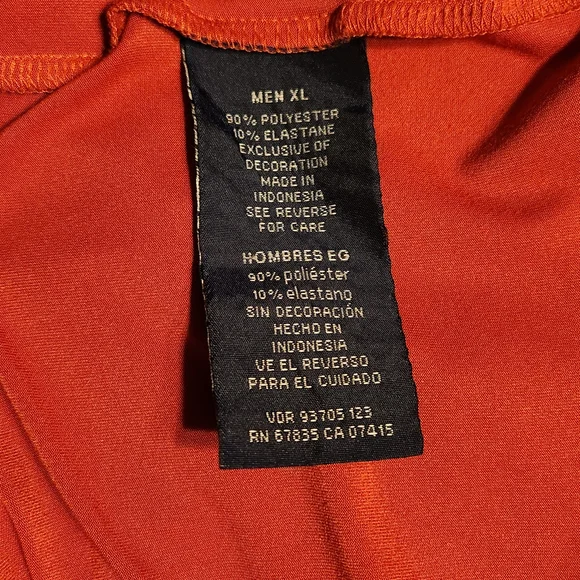 MEN XL
90% POLYESTER
10% ELASTANE
EXCLUSIVE OF
DECORATION
MADE IN
INDONESIA
SEE REVERSE
FOR CARE
HOMBRES EG
90% poliéster
10% elastano
SIN DECORACIÓN
HECHO EN
INDONESIA
VE EL REVERSO
PARA EL CUIDADO
VDR 93705 123
RN 67835 CA 07415